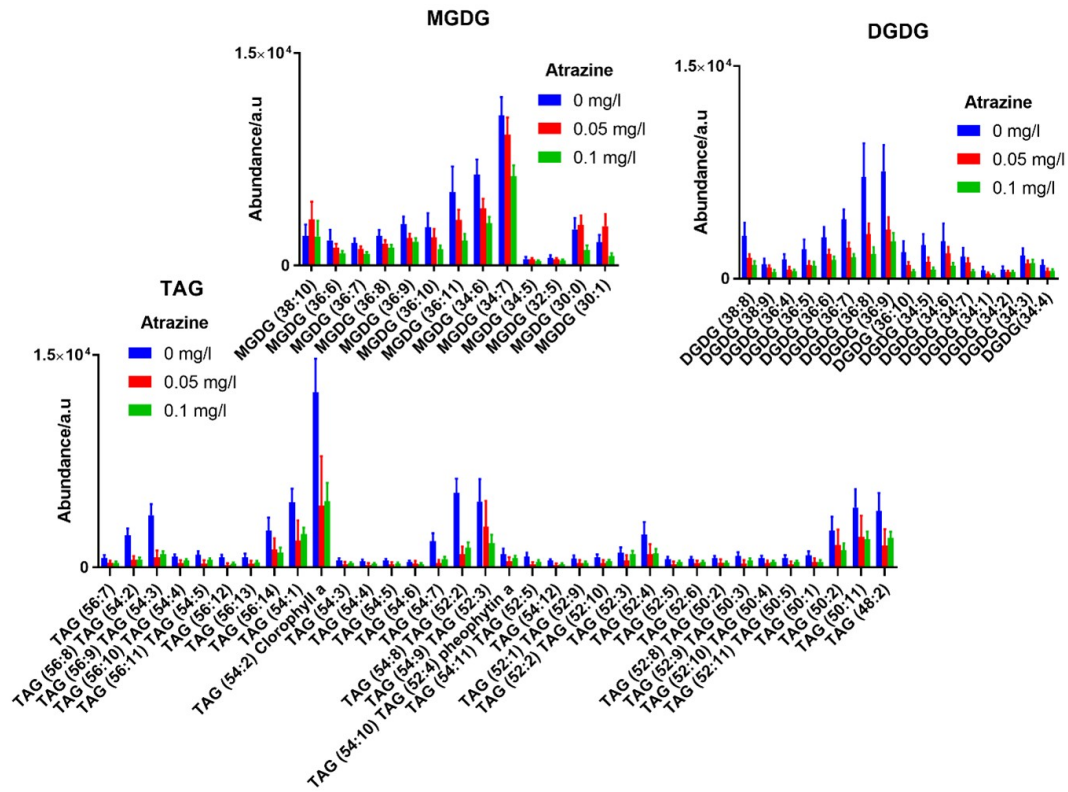 MGDG
1.5×10⁴
0
Abundance/a.u
Atrazine
0 mg/l
0.05 mg/l
0.1 mg/l
MGDG (38:10)
MGDG (36:6)
MGDG (36:7)
MGDG (36:8)
MGDG (36:9)
MGDG (36:10)
MGDG (36:11)
MGDG (34:6)
MGDG (34:7)
MGDG (34:5)
MGDG (32:5)
MGDG (30:0)
MGDG (30:1)
DGDG
1.5×10⁴
0
Abundance/a.u
Atrazine
0 mg/l
0.05 mg/l
0.1 mg/l
DGDG (38:8)
DGDG (38:9)
DGDG (36:4)
DGDG (36:5)
DGDG (36:6)
DGDG (36:7)
DGDG (36:8)
DGDG (36:9)
DGDG (36:10)
DGDG (34:5)
DGDG (34:6)
DGDG (34:7)
DGDG (34:1)
DGDG (34:2)
DGDG (34:3)
DGDG(34:4)
TAG
1.5×10⁴
0
Abundance/a.u
Atrazine
0 mg/l
0.05 mg/l
0.1 mg/l
TAG (56:7)
TAG (56:8) TAG (54:2)
TAG (56:9) TAG (54:3)
TAG (56:10) TAG (54:4)
TAG (56:11) TAG (54:5)
TAG (56:12)
TAG (56:13)
TAG (56:14)
TAG (54:1)
TAG (54:2) Clorophyll a
TAG (54:3)
TAG (54:4)
TAG (54:5)
TAG (54:6)
TAG (54:7)
TAG (54:8) TAG (52:2)
TAG (54:9) TAG (52:3)
TAG (54:10) TAG (52:4) pheophytin a
TAG (54:11) TAG (52:5)
TAG (54:12)
TAG (52:1) TAG (52:9)
TAG (52:2) TAG (52:10)
TAG (52:3)
TAG (52:4)
TAG (52:5)
TAG (52:6)
TAG (52:8) TAG (50:2)
TAG (52:9) TAG (50:3)
TAG (52:10) TAG (50:4)
TAG (52:11) TAG (50:5)
TAG (50:1)
TAG (50:2)
TAG (50:11)
TAG (48:2)